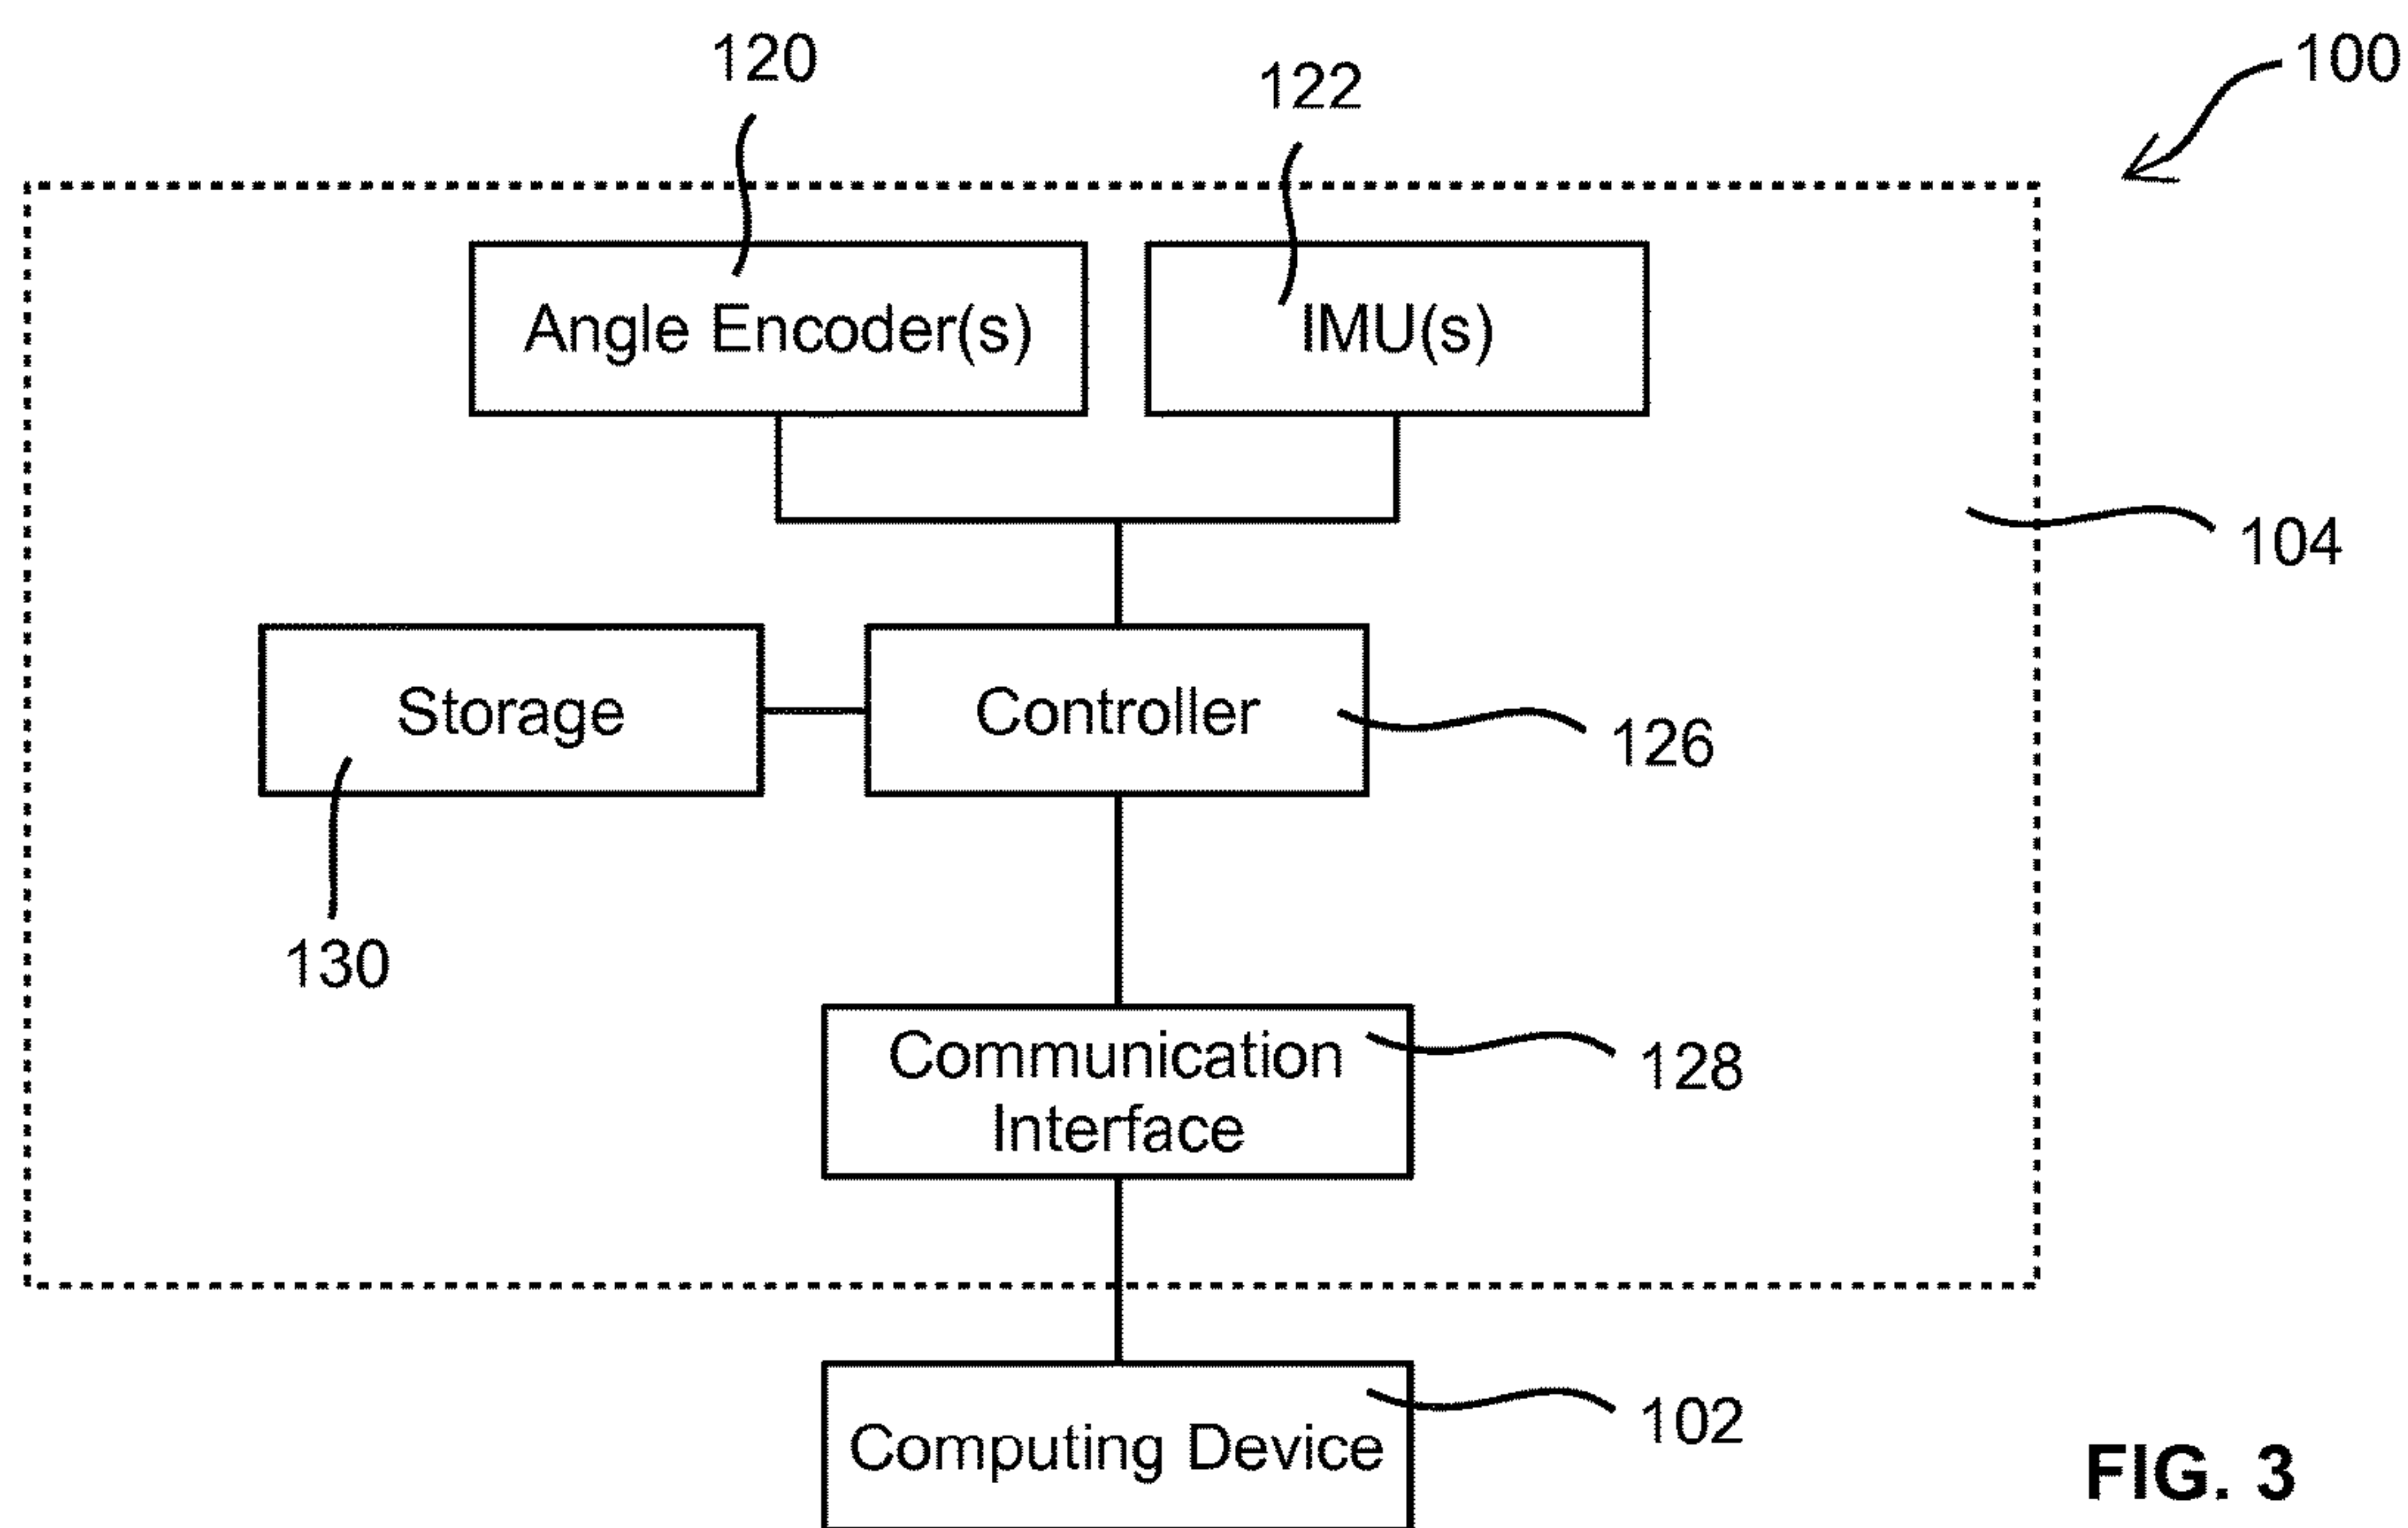 120
122
100
Angle Encoder(s)
IMU(s)
104
Storage
Controller
126
130
Communication
Interface
128
Computing Device
102
FIG. 3